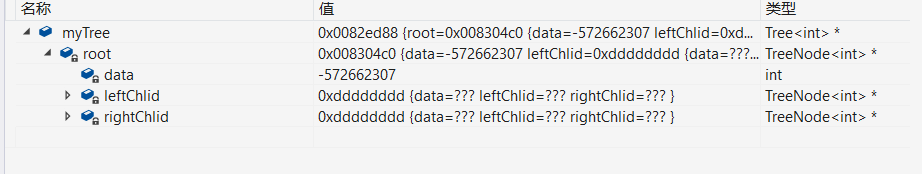 名称 值 类型
myTree 0x0082ed88 {root=0x008304c0 {data=-572662307 leftChlid=0xd... Tree<int> *
root 0x008304c0 {data=-572662307 leftChlid=0xdddddddd {data=???... TreeNode<int> *
data -572662307 int
leftChlid 0xdddddddd {data=??? leftChlid=??? rightChlid=??? } TreeNode<int> *
rightChlid 0xdddddddd {data=??? leftChlid=??? rightChlid=??? } TreeNode<int> *